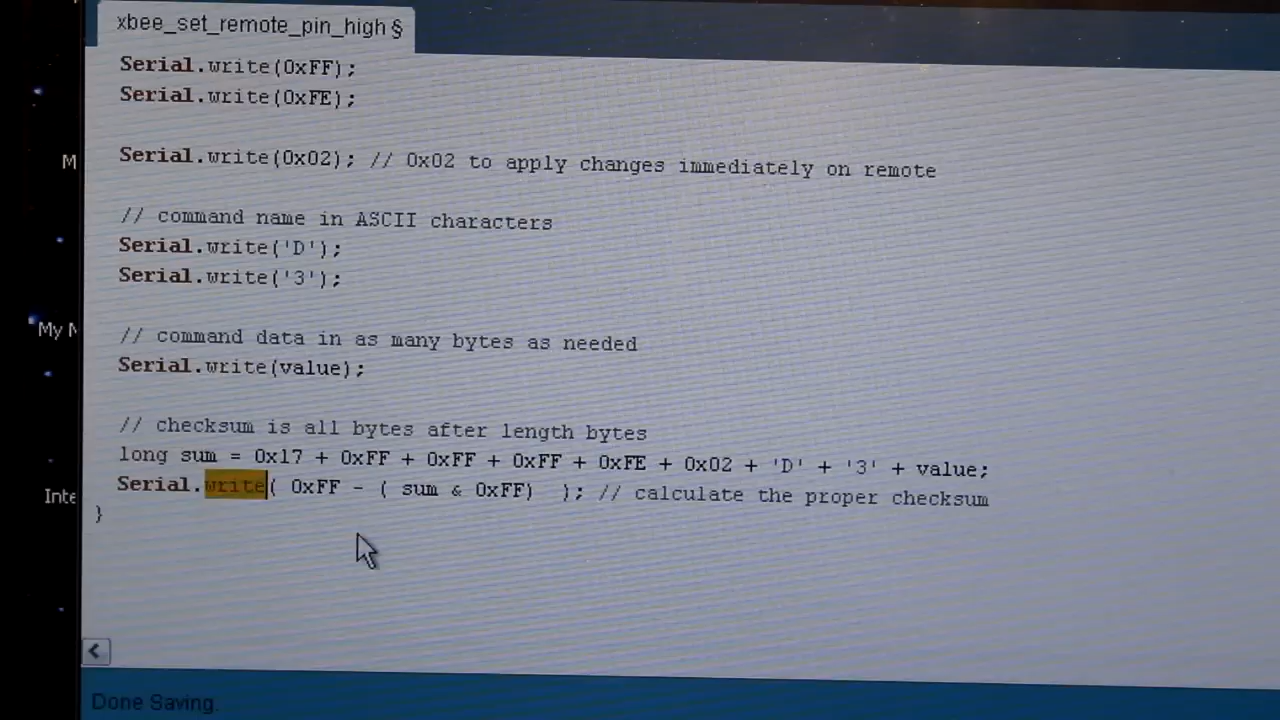 xbee_set_remote_pin_high §
Serial.write(0xFF);
Serial.write(0xFE);
Serial.write(0x02); // 0x02 to apply changes immediately on remote
M
// command name in ASCII characters
Serial.write('D');
Serial.write('3');
My N
// command data in as many bytes as needed
Serial.write(value);
// checksum is all bytes after length bytes
long sum = 0x17 + 0xFF + 0xFF + 0xFF + 0xFE + 0x02 + 'D' + '3' + value;
Serial.write( 0xFF - ( sum & 0xFF) ); // calculate the proper checksum
Inte
}
Done Saving.